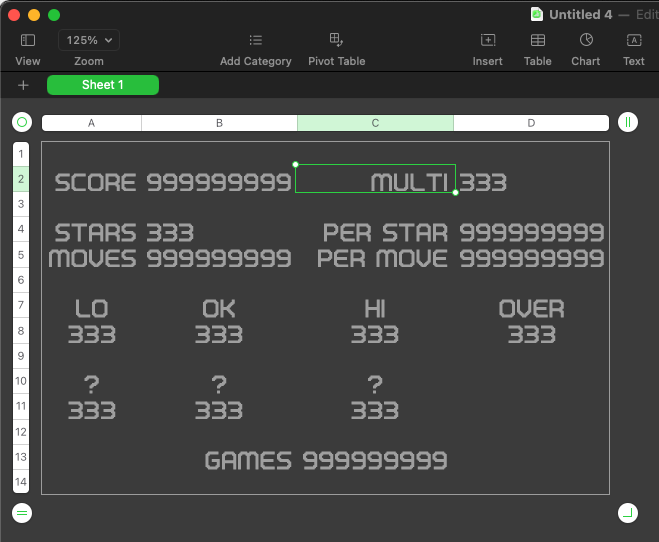 Untitled 4 — Edit
125%
View Zoom Add Category Pivot Table Insert Table Chart Text
+ Sheet 1
A B C D
1
2 SCORE 999999999 MULTI 333
3
4 STARS 333 PER STAR 999999999
5 MOVES 999999999 PER MOVE 999999999
6
7 LO OK HI OVER
8 333 333 333 333
9
10 ? ? ?
11 333 333 333
12
13 GAMES 999999999
14